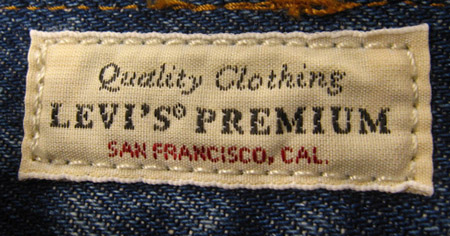 Quality Clothing
LEVI'S® PREMIUM
SAN FRANCISCO, CAL.